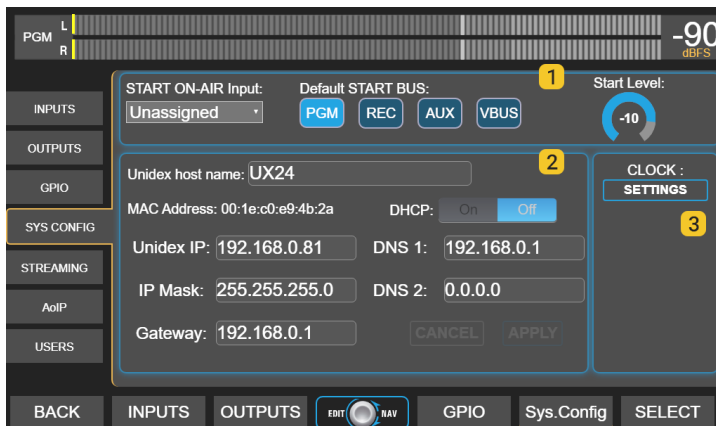 PGM
L
R
-90
dBFS
INPUTS
OUTPUTS
GPIO
SYS CONFIG
STREAMING
AoIP
USERS
START ON-AIR Input:
Unassigned
Default START BUS:
PGM REC AUX VBUS
1
Start Level:
-10
Unidex host name: UX24
2
MAC Address: 00:1e:c0:e9:4b:2a
DHCP: On Off
Unidex IP: 192.168.0.81 DNS 1: 192.168.0.1
IP Mask: 255.255.255.0 DNS 2: 0.0.0.0
Gateway: 192.168.0.1 CANCEL APPLY
CLOCK :
SETTINGS
3
BACK INPUTS OUTPUTS EDIT NAV GPIO Sys.Config SELECT